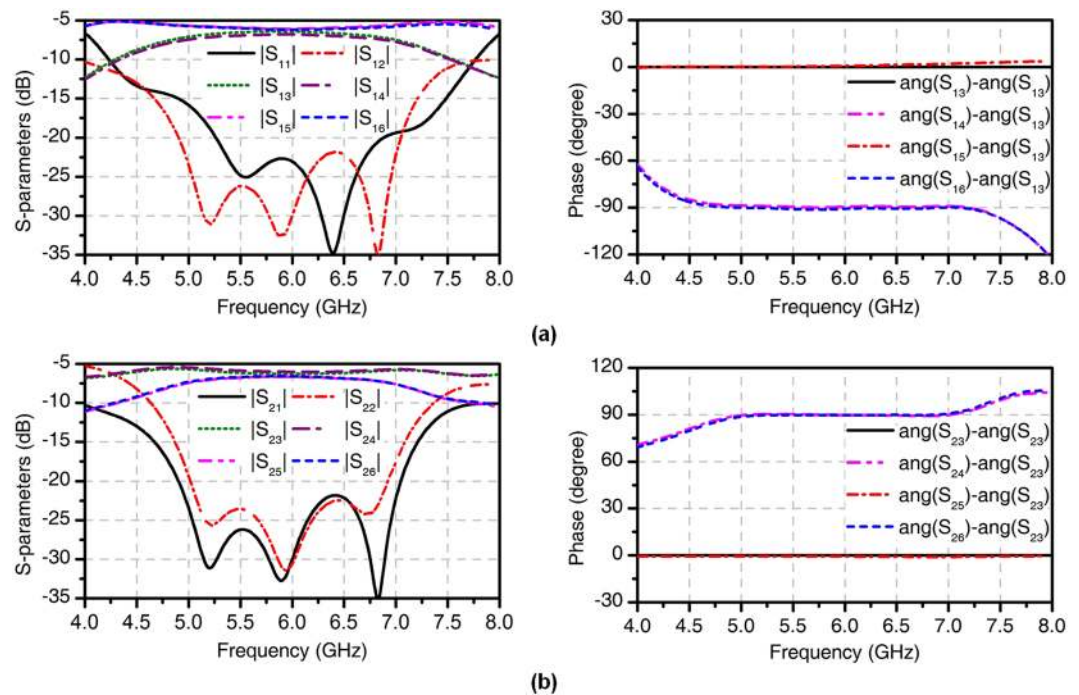 -5
-10
-15
-20
-25
-30
-35
S-parameters (dB)
|S11| |S12|
|S13| |S14|
|S15| |S16|
4.0 4.5 5.0 5.5 6.0 6.5 7.0 7.5 8.0
Frequency (GHz)
30
0
-30
-60
-90
-120
Phase (degree)
ang(S13)-ang(S13)
ang(S14)-ang(S13)
ang(S15)-ang(S13)
ang(S16)-ang(S13)
4.0 4.5 5.0 5.5 6.0 6.5 7.0 7.5 8.0
Frequency (GHz)
(a)
-5
-10
-15
-20
-25
-30
-35
S-parameters (dB)
|S21| |S22|
|S23| |S24|
|S25| |S26|
4.0 4.5 5.0 5.5 6.0 6.5 7.0 7.5 8.0
Frequency (GHz)
120
90
60
30
0
-30
Phase (degree)
ang(S23)-ang(S23)
ang(S24)-ang(S23)
ang(S25)-ang(S23)
ang(S26)-ang(S23)
4.0 4.5 5.0 5.5 6.0 6.5 7.0 7.5 8.0
Frequency (GHz)
(b)